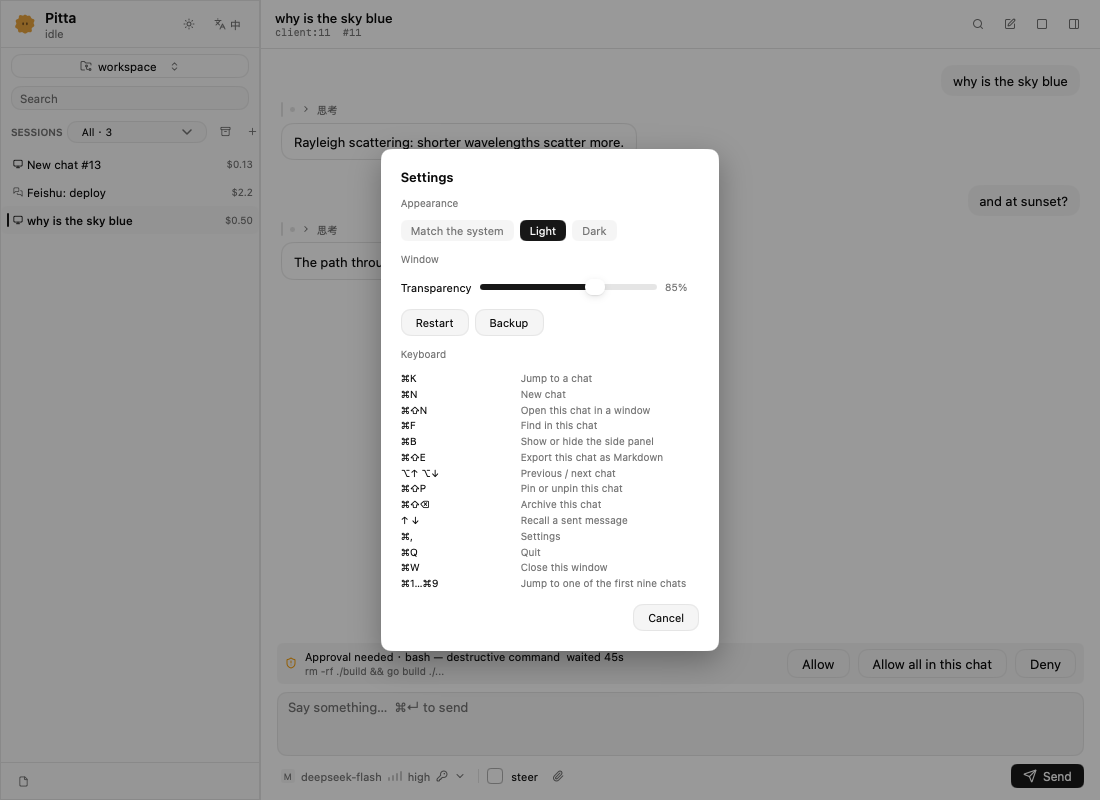 Pitta
idle
中
workspace
Search
SESSIONS All · 3
New chat #13 $0.13
Feishu: deploy $2.2
why is the sky blue $0.50
why is the sky blue
client:11 #11
why is the sky blue
思考
Rayleigh scattering: shorter wavelengths scatter more.
and at sunset?
思考
The path throu
Settings
Appearance
Match the system Light Dark
Window
Transparency 85%
Restart Backup
Keyboard
⌘K Jump to a chat
⌘N New chat
⌘⇧N Open this chat in a window
⌘F Find in this chat
⌘B Show or hide the side panel
⌘⇧E Export this chat as Markdown
⌥↑ ⌥↓ Previous / next chat
⌘⇧P Pin or unpin this chat
⌘⇧⌫ Archive this chat
↑ ↓ Recall a sent message
⌘, Settings
⌘Q Quit
⌘W Close this window
⌘1…⌘9 Jump to one of the first nine chats
Cancel
Approval needed · bash — destructive command waited 45s
rm -rf ./build && go build ./...
Allow Allow all in this chat Deny
Say something… ⌘↵ to send
M deepseek-flash high steer
Send